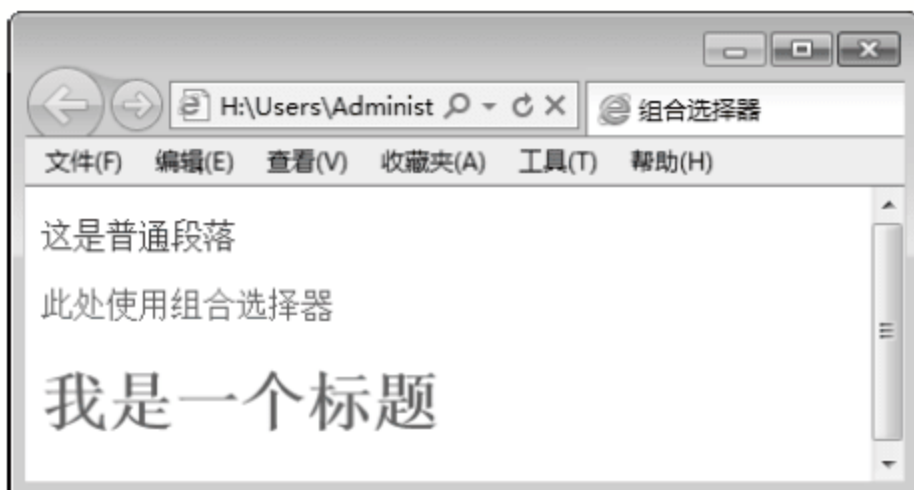 H:\Users\Administ
组合选择器
文件(F) 编辑(E) 查看(V) 收藏夹(A) 工具(T) 帮助(H)
这是普通段落
此处使用组合选择器
我是一个标题